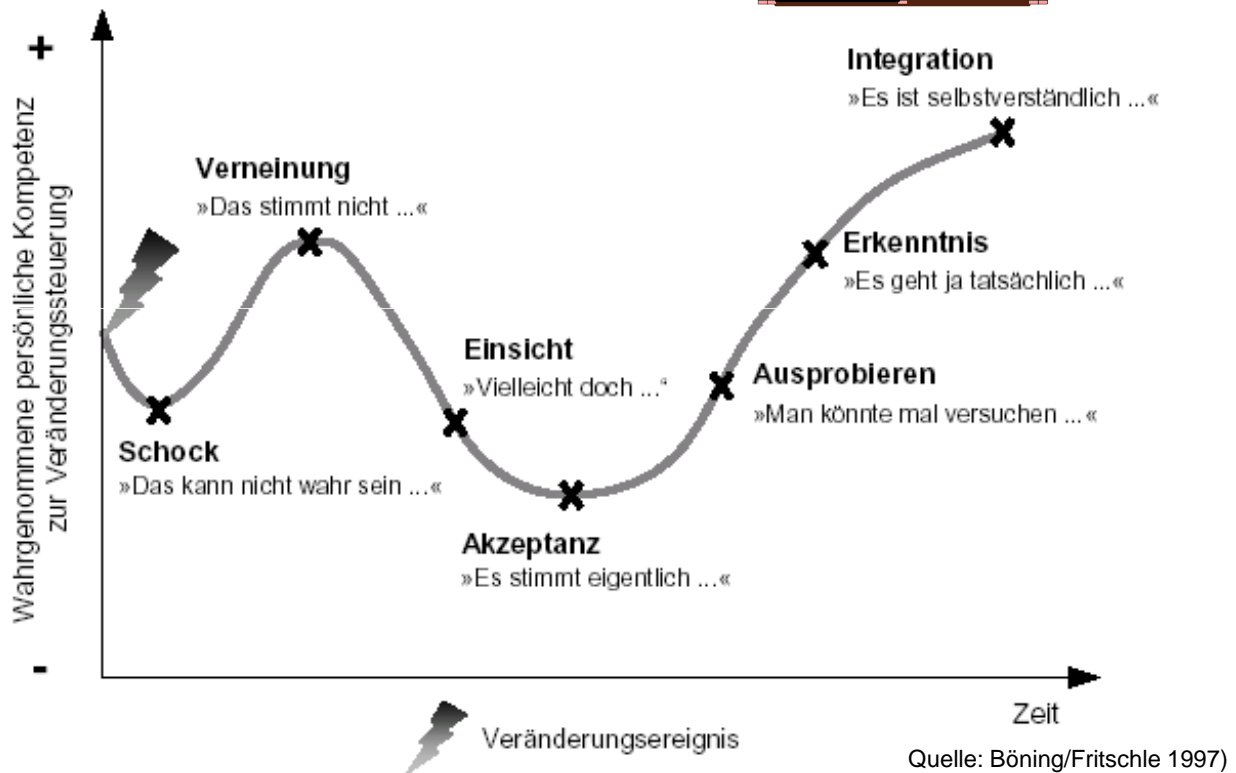 +
Wahrgenommene persönliche Kompetenz
zur Veränderungssteuerung
-
Integration
»Es ist selbstverständlich ...«
Verneinung
»Das stimmt nicht ...«
Erkenntnis
»Es geht ja tatsächlich ...«
Einsicht
»Vielleicht doch ...“
Ausprobieren
»Man könnte mal versuchen ...«
Schock
»Das kann nicht wahr sein ...«
Akzeptanz
»Es stimmt eigentlich ...«
Zeit
Veränderungsereignis
Quelle: Böning/Fritschle 1997)